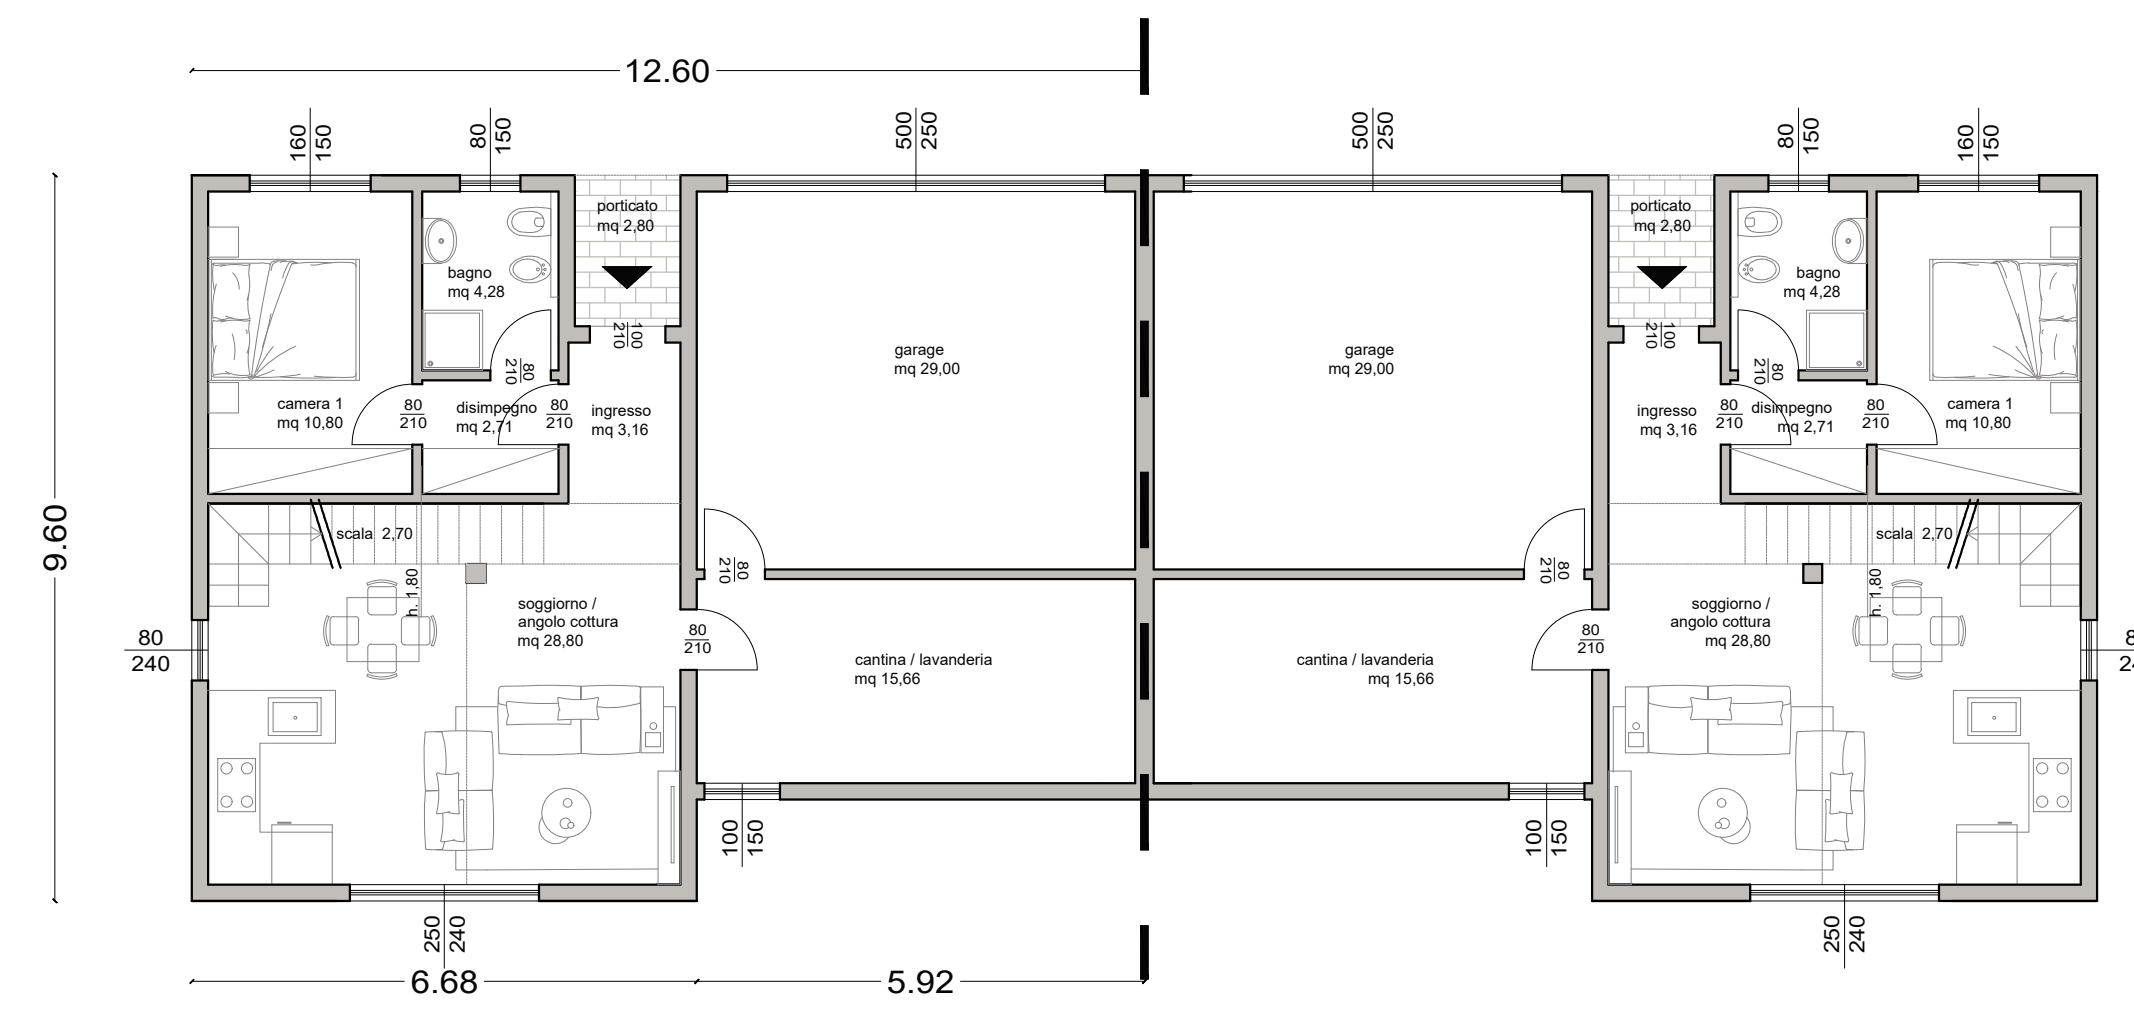 12.60
160
150
80
150
500
250
500
250
80
150
160
150
porticato
mq 2,80
porticato
mq 2,80
bagno
mq 4,28
bagno
mq 4,28
100
210
100
210
garage
mq 29,00
garage
mq 29,00
80
210
80
210
camera 1
mq 10,80
80
210
disimpegno
mq 2,71
80
210
ingresso
mq 3,16
ingresso
mq 3,16
80
210
disimpegno
mq 2,71
80
210
camera 1
mq 10,80
9.60
scala 2,70
scala 2,70
h. 1,80
80
210
80
210
h. 1,80
soggiorno /
angolo cottura
mq 28,80
soggiorno /
angolo cottura
mq 28,80
80
240
80
210
80
210
cantina / lavanderia
mq 15,66
cantina / lavanderia
mq 15,66
100
150
100
150
250
240
250
240
6.68
5.92